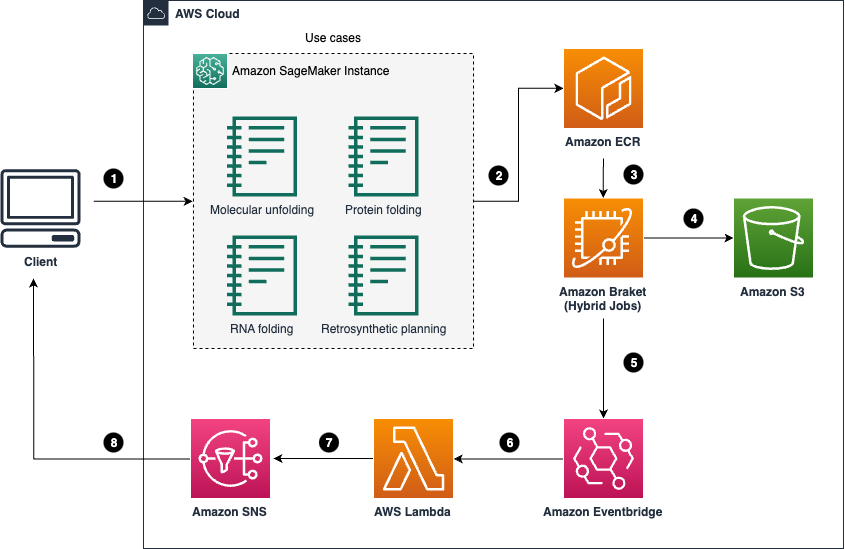 AWS Cloud
Use cases
Amazon SageMaker Instance
Amazon ECR
1
2
3
Molecular unfolding
Protein folding
4
Client
Amazon Braket
(Hybrid Jobs)
Amazon S3
RNA folding
Retrosynthetic planning
5
8
7
6
Amazon SNS
AWS Lambda
Amazon Eventbridge